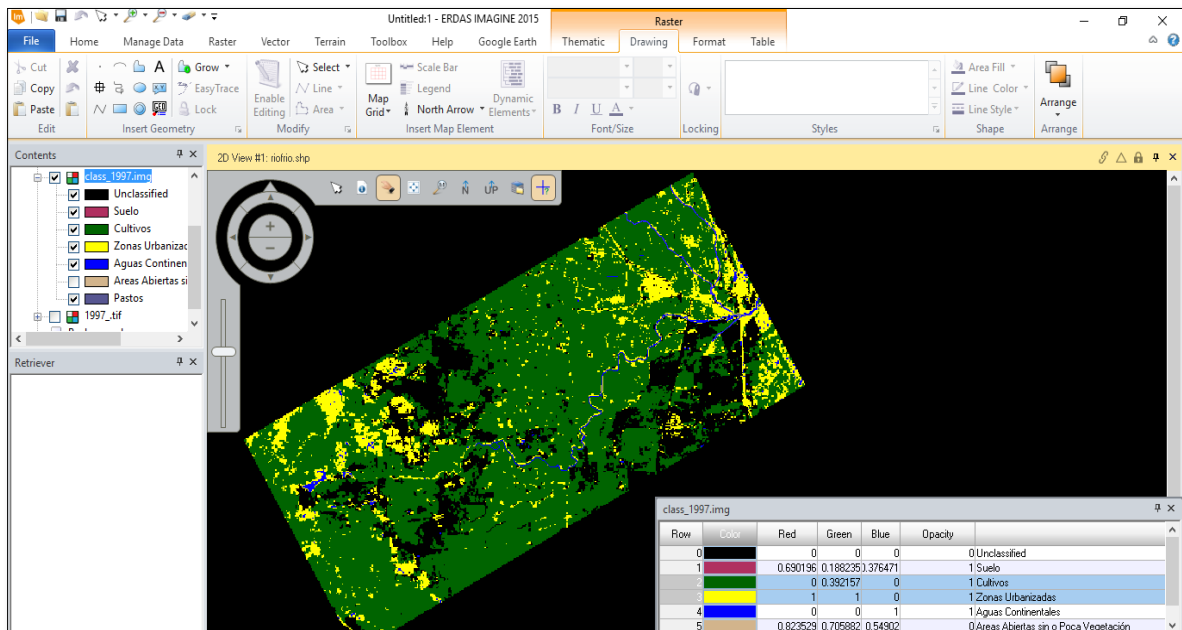 Untitled:1 - ERDAS IMAGINE 2015
Raster
File Home Manage Data Raster Vector Terrain Toolbox Help Google Earth Thematic Drawing Format Table
Cut
Copy
Paste
Edit
A
Grow
EasyTrace
Lock
Insert Geometry
Enable Editing
Select
Line
Area
Modify
Map Grid
Scale Bar
Legend
North Arrow
Dynamic Elements
Insert Map Element
B I U A
Font/Size
Locking
Styles
Area Fill
Line Color
Line Style
Shape
Arrange
Arrange
Contents
2D View #1: riofrio.shp
class_1997.img
Unclassified
Suelo
Cultivos
Zonas Urbanizac
Aguas Continen
Areas Abiertas si
Pastos
1997_.tif
Retriever
N UP
class_1997.img
Row Color Red Green Blue Opacity
0 0 0 0 0 Unclassified
1 0.690196 0.188235 0.376471 1 Suelo
2 0 0.392157 0 1 Cultivos
3 1 1 0 1 Zonas Urbanizadas
4 0 0 1 1 Aguas Continentales
5 0.823529 0.705882 0.54902 0 Areas Abiertas sin o Poca Vegetación